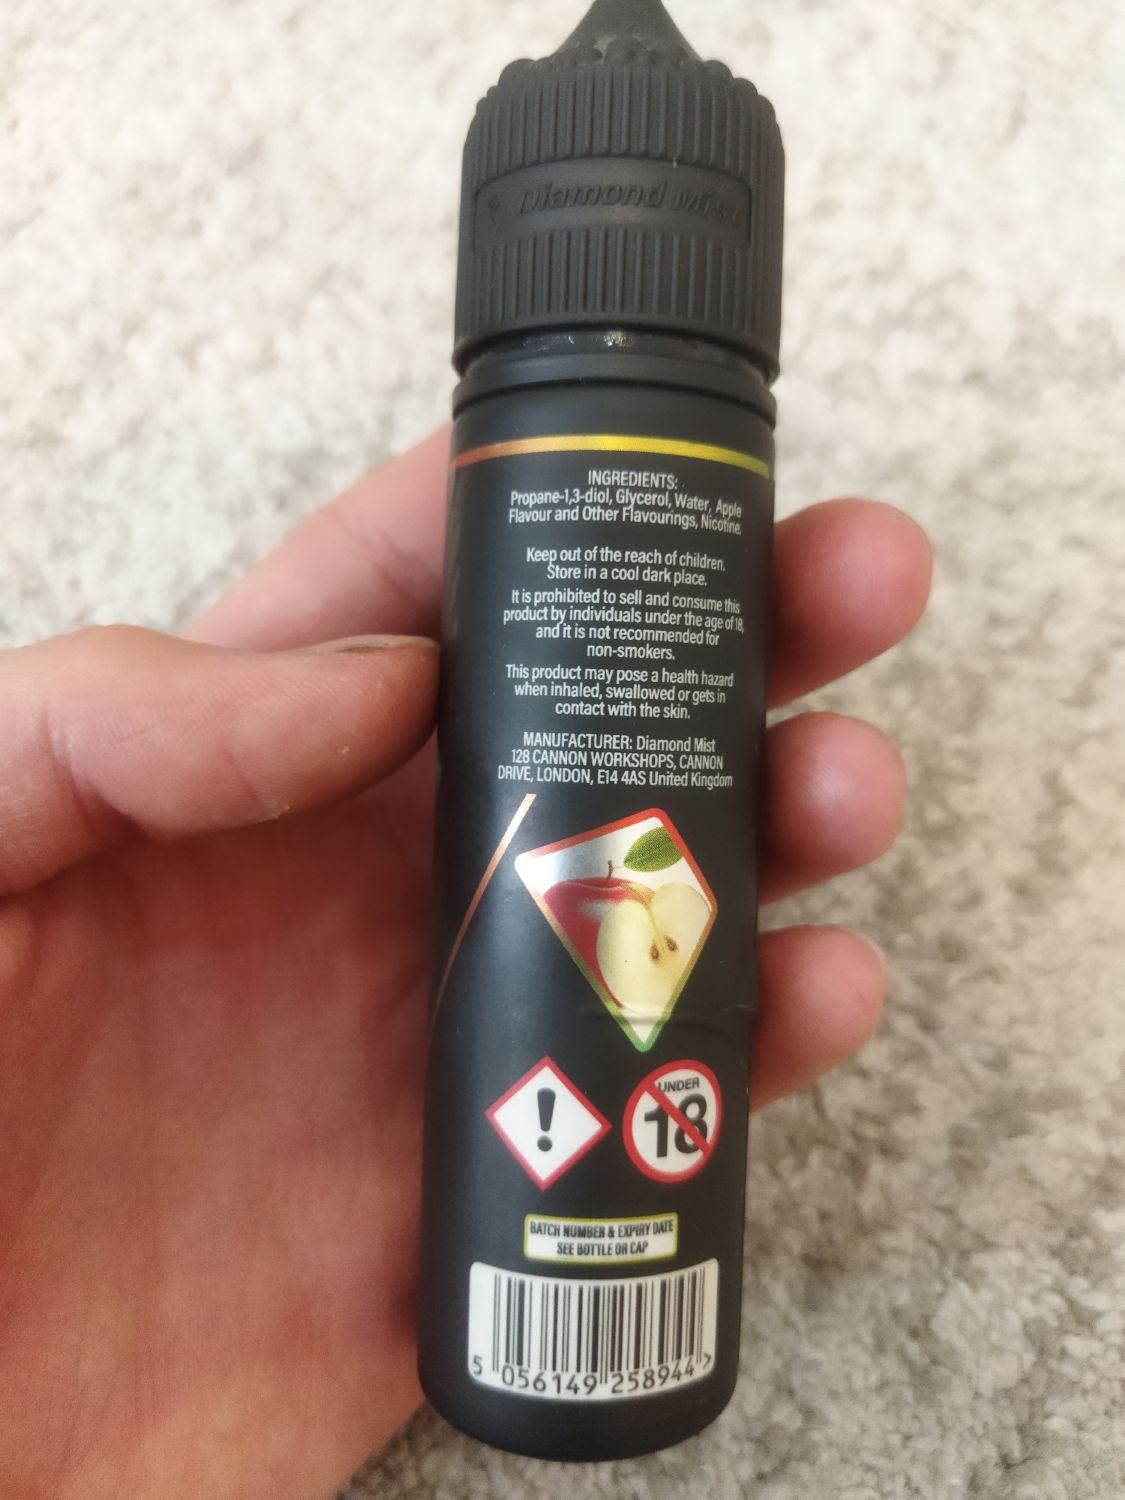 Diamond Mist
INGREDIENTS:
Propane-1,3-diol, Glycerol, Water, Apple
Flavour and Other Flavourings, Nicotine.
Keep out of the reach of children.
Store in a cool dark place.
It is prohibited to sell and consume this
product by individuals under the age of 18,
and it is not recommended for
non-smokers.
This product may pose a health hazard
when inhaled, swallowed or gets in
contact with the skin.
MANUFACTURER: Diamond Mist
128 CANNON WORKSHOPS, CANNON
DRIVE, LONDON, E14 4AS United Kingdom
!
UNDER
18
BATCH NUMBER & EXPIRY DATE
SEE BOTTLE OR CAP
5 056149 258944 >